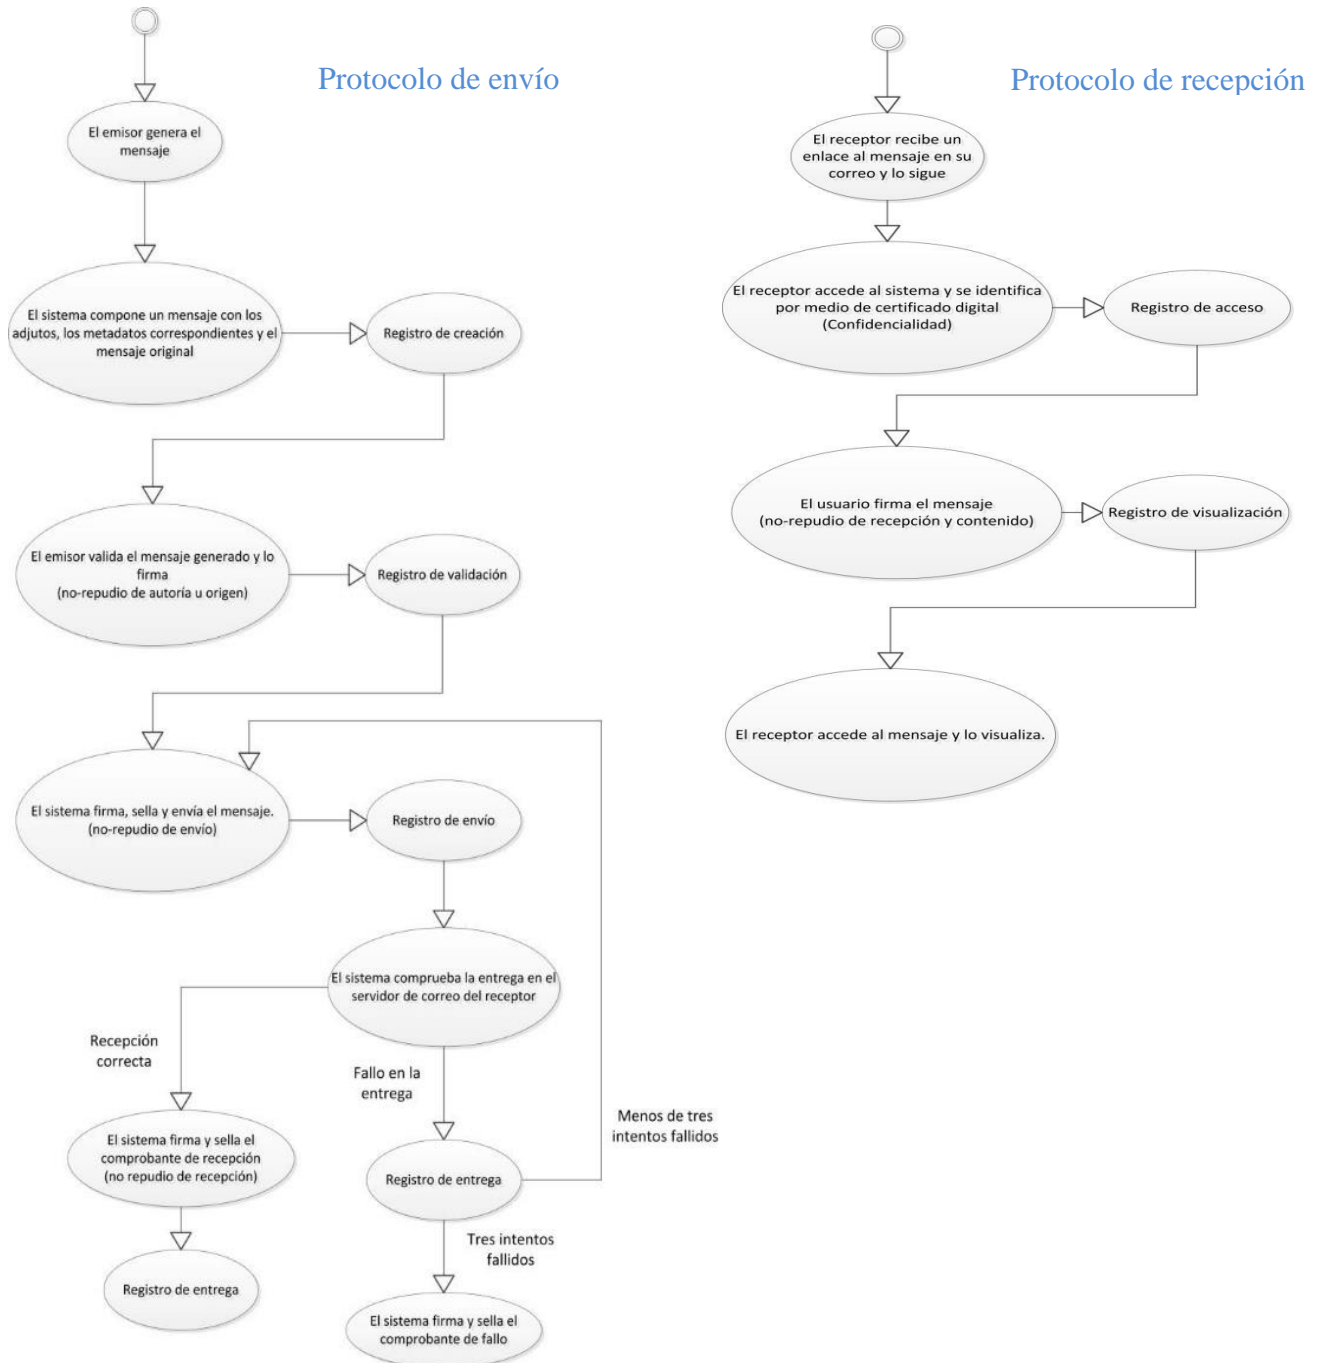 Protocolo de envío
El emisor genera el
mensaje
El sistema compone un mensaje con los
adjutos, los metadatos correspondientes y el
mensaje original
Registro de creación
El emisor valida el mensaje generado y lo
firma
(no-repudio de autoría u origen)
Registro de validación
El sistema firma, sella y envía el mensaje.
(no-repudio de envío)
Registro de envío
El sistema comprueba la entrega en el
servidor de correo del receptor
Recepción
correcta
Fallo en la
entrega
Menos de tres
intentos fallidos
El sistema firma y sella el
comprobante de recepción
(no repudio de recepción)
Registro de entrega
Tres intentos
fallidos
Registro de entrega
El sistema firma y sella el
comprobante de fallo
Protocolo de recepción
El receptor recibe un
enlace al mensaje en su
correo y lo sigue
El receptor accede al sistema y se identifica
por medio de certificado digital
(Confidencialidad)
Registro de acceso
El usuario firma el mensaje
(no-repudio de recepción y contenido)
Registro de visualización
El receptor accede al mensaje y lo visualiza.